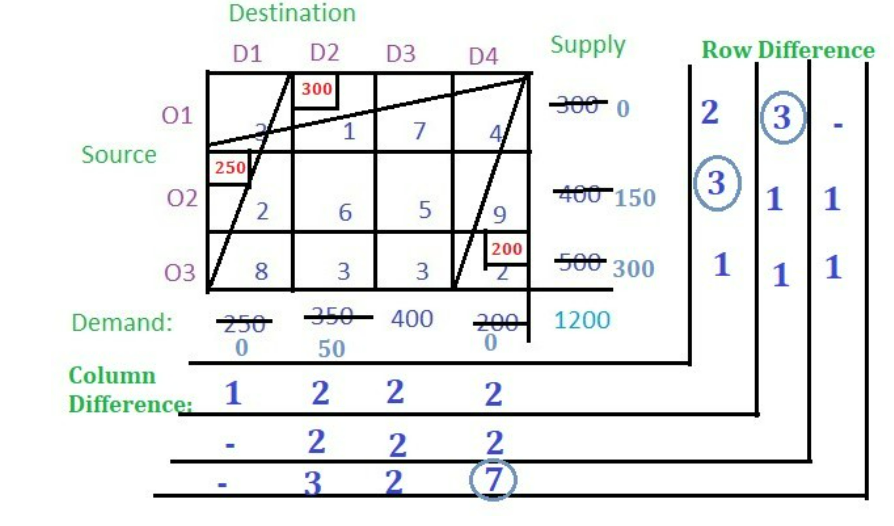 Destination
D1 D2 D3 D4 Supply Row Difference
300
O1 3 1 7 4 300 0 2 3 -
Source
250
O2 2 6 5 9 400 150 3 1 1
200
O3 8 3 3 2 500 300 1 1 1
Demand: 250 350 400 200 1200
0 50 0
Column
Difference: 1 2 2 2
- 2 2 2
- 3 2 7